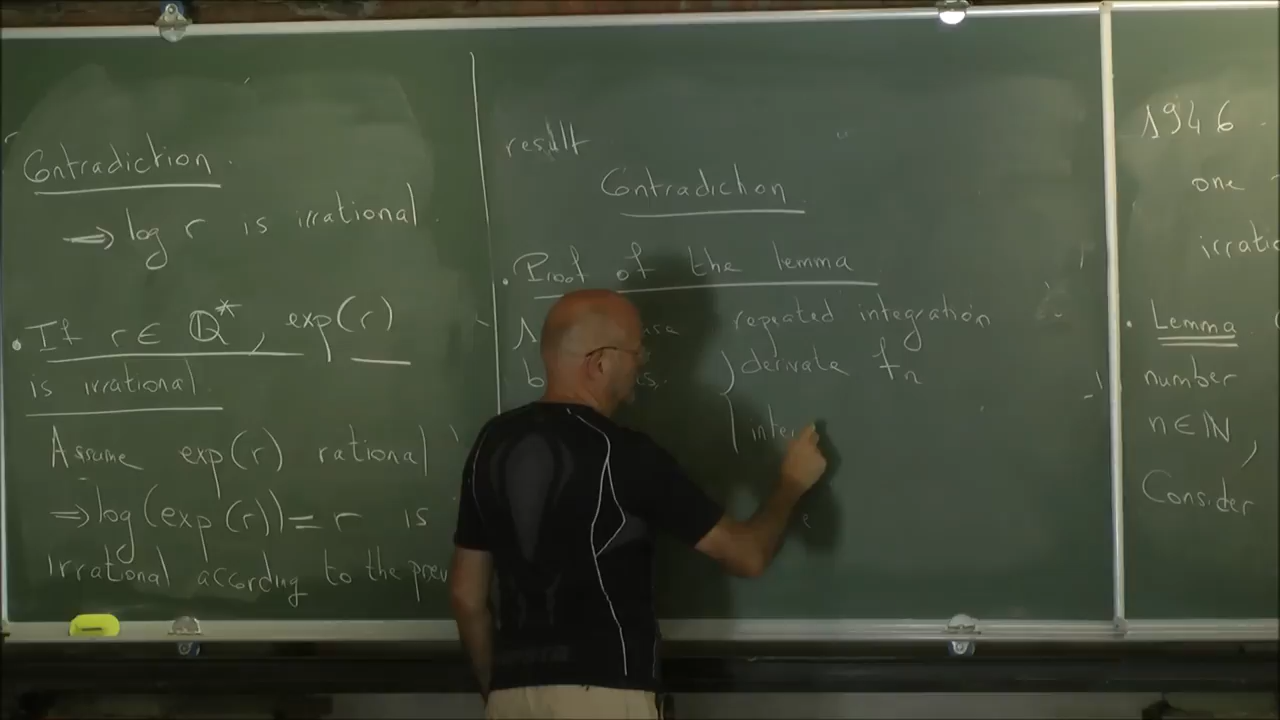 Contradiction.
⇒ log r is irrational.
. If r ∈ ℚ*, exp(r)
is irrational.
Assume exp(r) rational
⇒ log(exp(r)) = r is
irrational according to the prev
result
Contradiction.
. Proof of the lemma
repeated integration
derivate fn
inte
1946.
one
irrati
. Lemma
number
n ∈ ℕ,
Consider